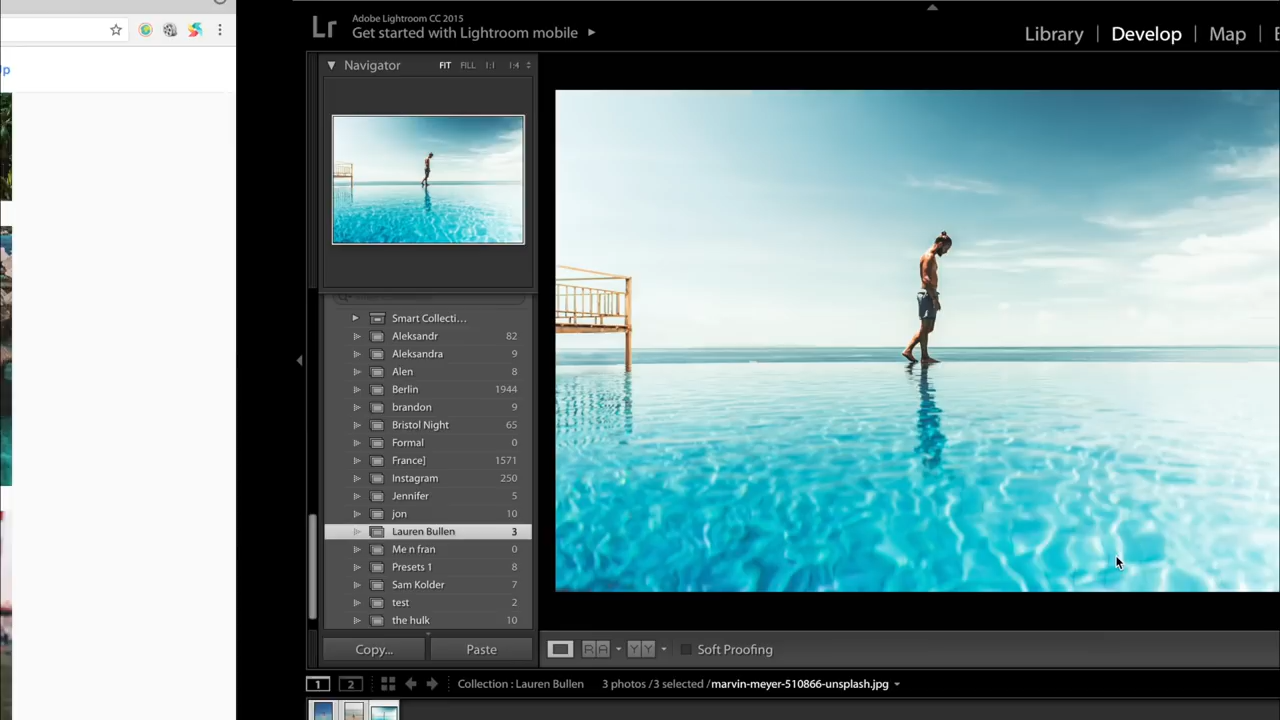 Up
Lr
Adobe Lightroom CC 2015
Get started with Lightroom mobile
Library | Develop | Map |
Navigator FIT FILL 1:1 1:4
Smart Collecti...
Aleksandr 82
Aleksandra 9
Alen 8
Berlin 1944
brandon 9
Bristol Night 65
Formal 0
France] 1571
Instagram 250
Jennifer 5
jon 10
Lauren Bullen 3
Me n fran 0
Presets 1 8
Sam Kolder 7
test 2
the hulk 10
Copy... Paste
R A Y Y Soft Proofing
1 2 Collection : Lauren Bullen 3 photos /3 selected /marvin-meyer-510866-unsplash.jpg